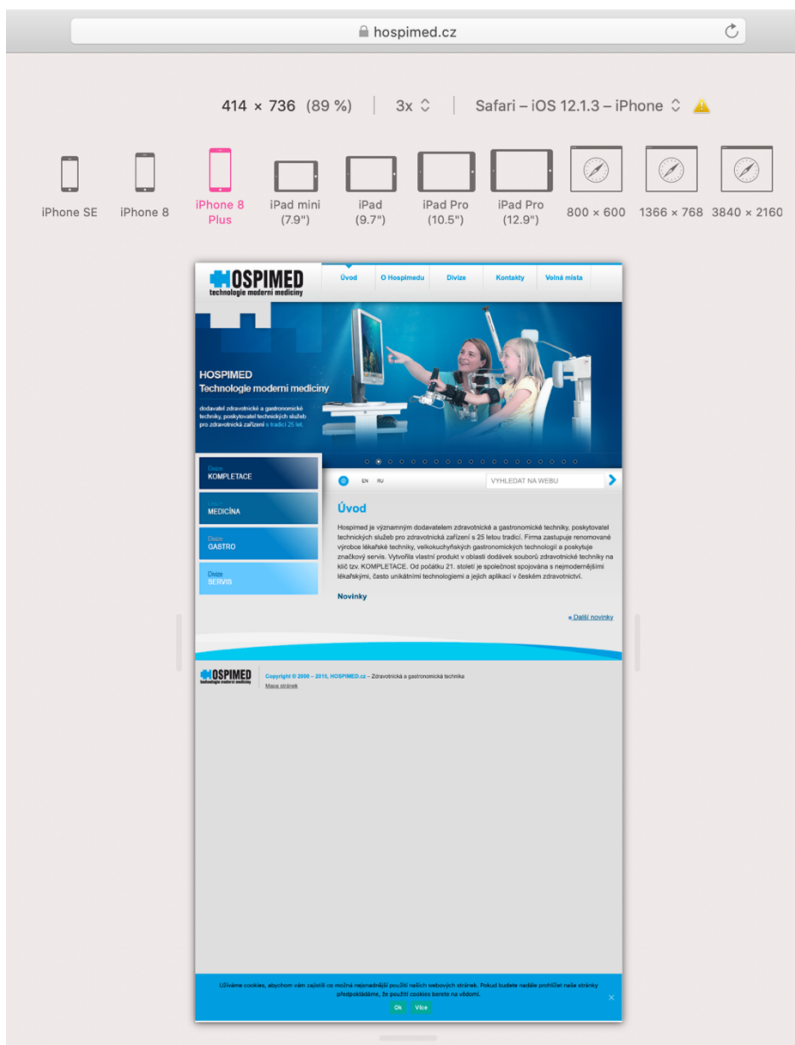 hospimed.cz
414 × 736 (89 %)
3x
Safari – iOS 12.1.3 – iPhone
iPhone SE
iPhone 8
iPhone 8
Plus
iPad mini
(7.9")
iPad
(9.7")
iPad Pro
(10.5")
iPad Pro
(12.9")
800 × 600
1366 × 768
3840 × 2160
HOSPIMED
technologie moderní medicíny
Úvod
O Hospimedu
Divize
Kontakty
Volná místa
HOSPIMED
Technologie moderní medicíny
dodavatel zdravotnické a gastronomické
techniky, poskytovatel technických služeb
pro zdravotnická zařízení s tradicí 25 let.
Divize
KOMPLETACE
MEDICÍNA
Divize
GASTRO
Divize
SERVIS
EN
RU
VYHLEDAT NA WEBU
Úvod
Hospimed je významným dodavatelem zdravotnické a gastronomické techniky, poskytovatel
technických služeb pro zdravotnická zařízení s 25 letou tradicí. Firma zastupuje renomované
výrobce lékařské techniky, velkokuchyňských gastronomických technologií a poskytuje
značkový servis. Vytvořila vlastní produkt v oblasti dodávek souborů zdravotnické techniky na
klíč tzv. KOMPLETACE. Od počátku 21. století je společnost spojována s nejmodernějšími
lékařskými, často unikátními technologiemi a jejich aplikací v českém zdravotnictví.
Novinky
« Další novinky
HOSPIMED
technologie moderní medicíny
Copyright © 2006 – 2015, HOSPIMED.cz – Zdravotnická a gastronomická technika
Mapa stránek
Užíváme cookies, abychom vám zajistili co možná nejsnadnější použití našich webových stránek. Pokud budete nadále prohlížet naše stránky
předpokládáme, že použití cookies berete na vědomí.
Ok
Více